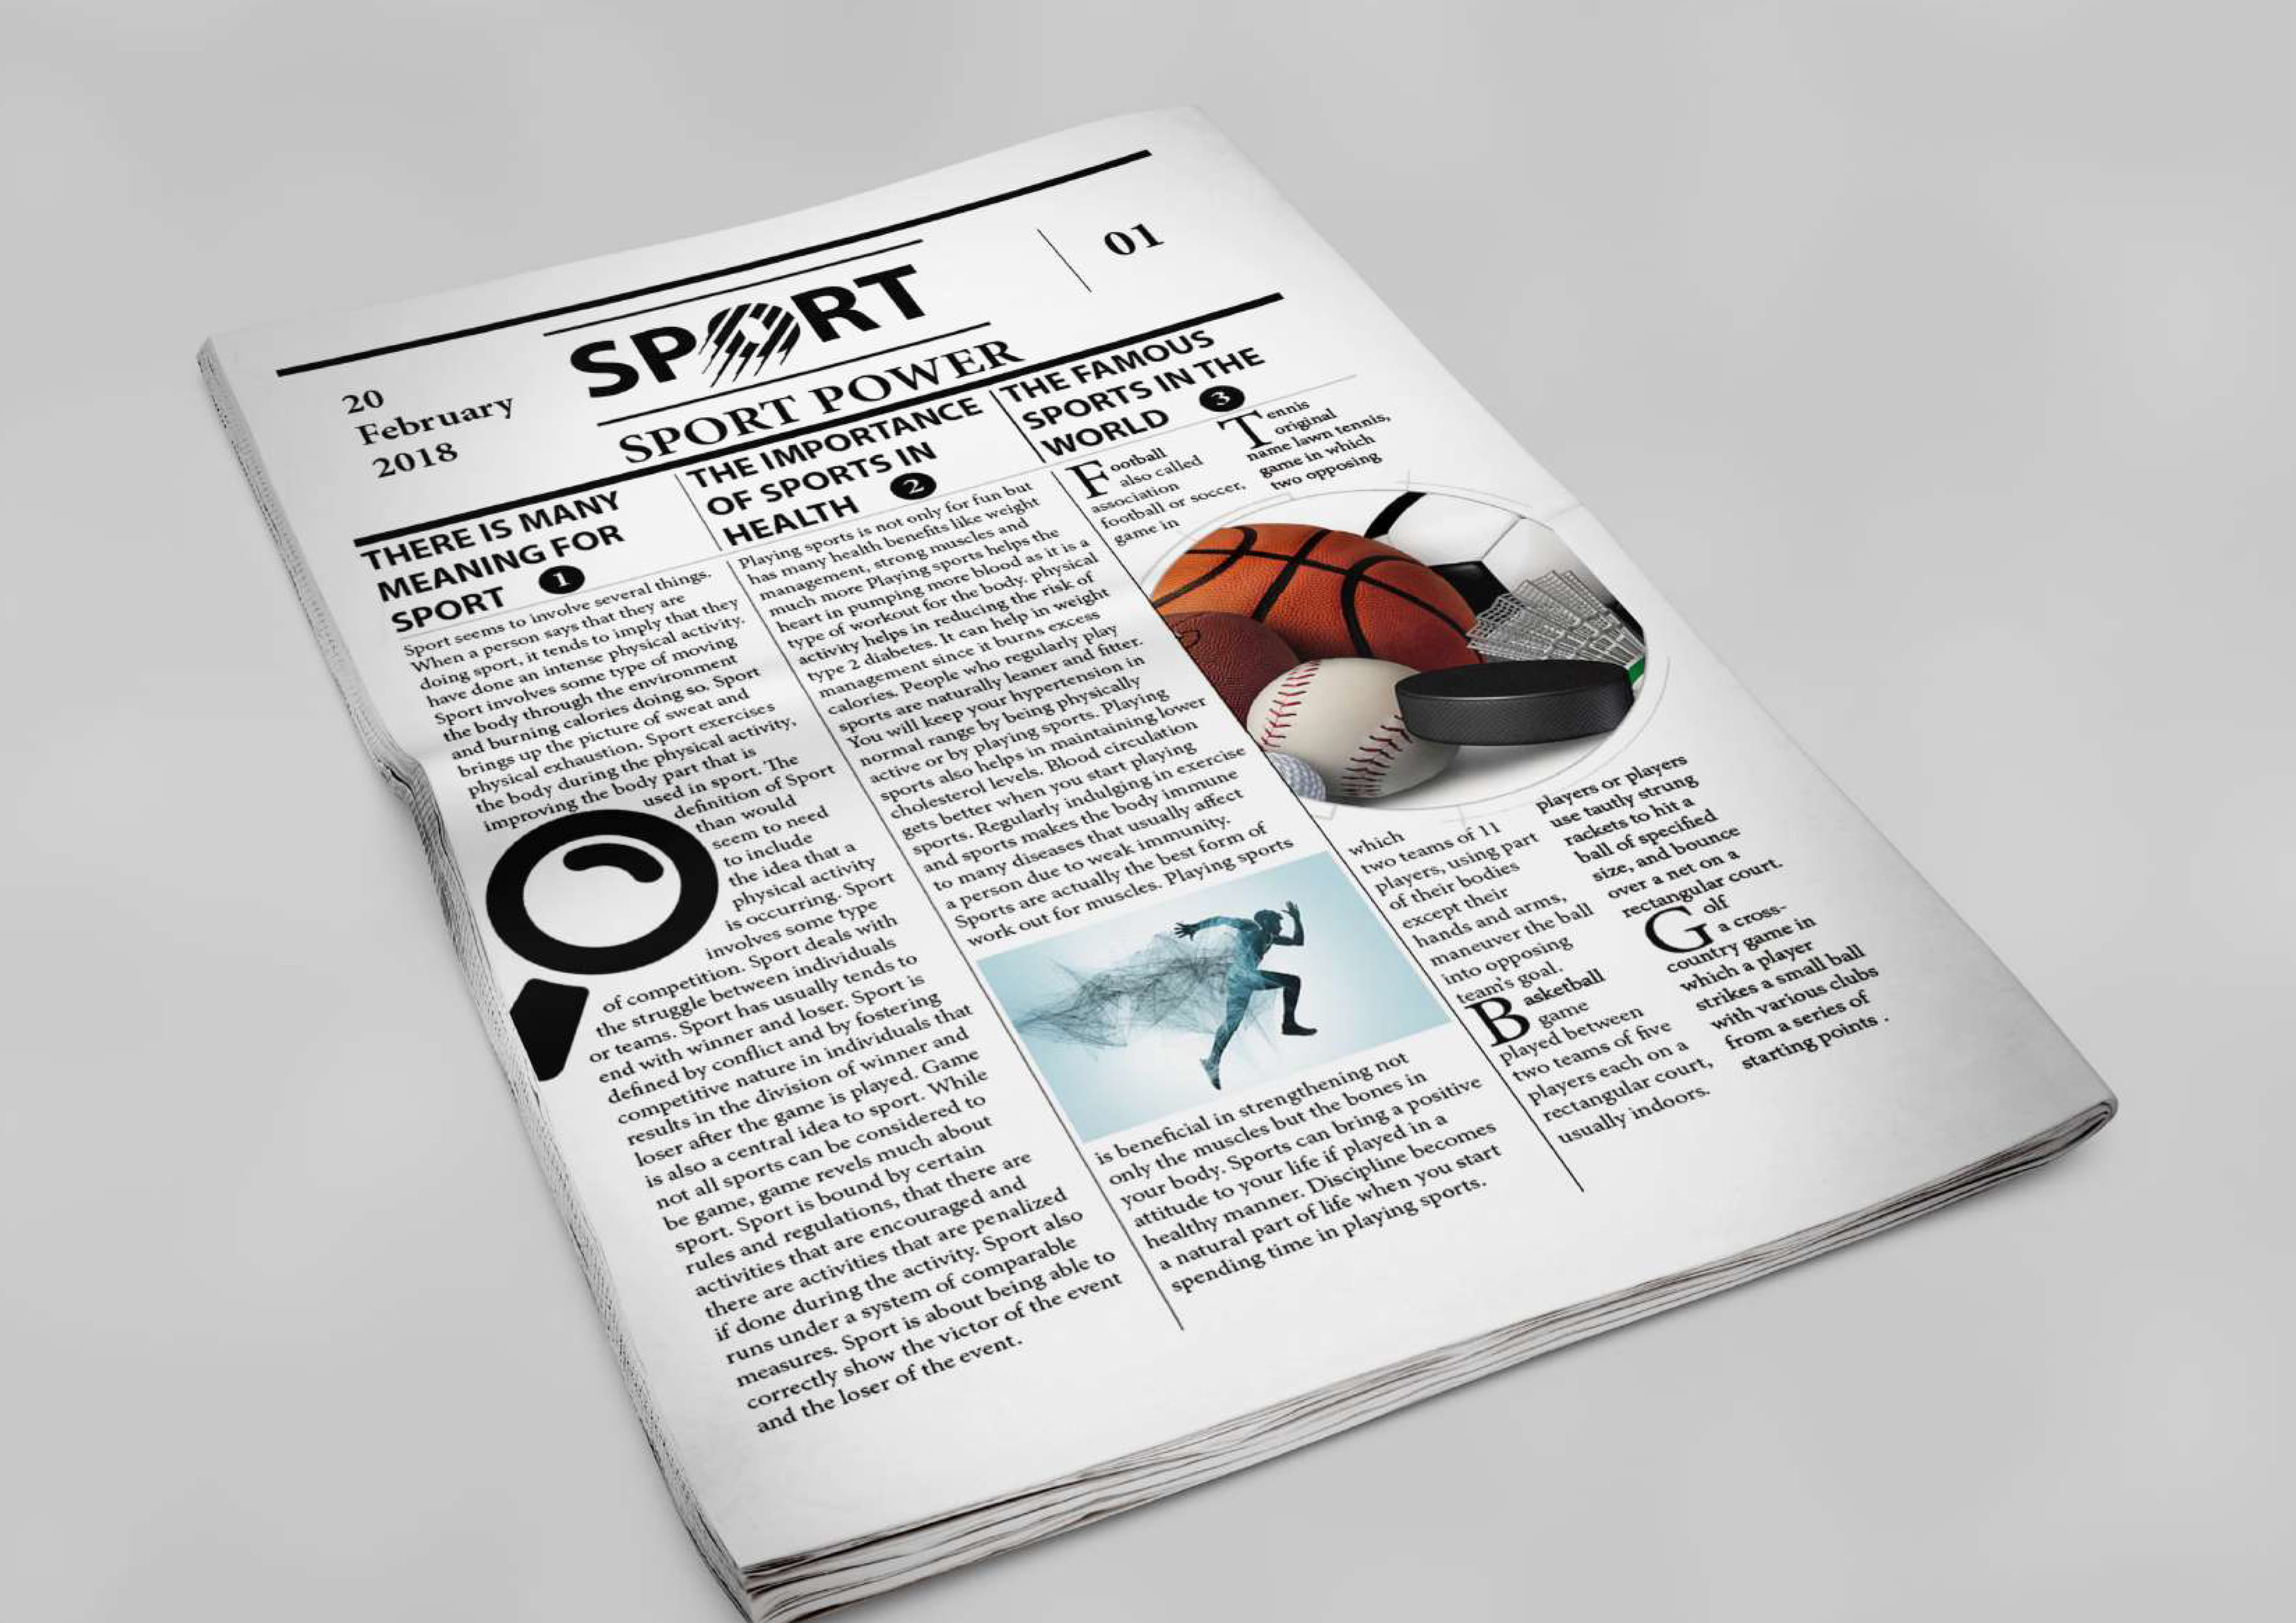 20
February
2018
SPORT
SPORT POWER
01
THERE IS MANY
MEANING FOR
SPORT 1
Sport seems to involve several things.
When a person says that they are
doing sport, it tends to imply that they
have done an intense physical activity.
Sport involves some type of moving
the body through the environment
and burning calories doing so. Sport
brings up the picture of sweat and
physical exhaustion. Sport exercises
the body during the physical activity,
improving the body part that is
used in sport. The
definition of Sport
than would
seem to need
to include
the idea that a
physical activity
is occurring. Sport
involves some type
of competition. Sport deals with
the struggle between individuals
or teams. Sport has usually tends to
end with winner and loser. Sport is
defined by conflict and by fostering
competitive nature in individuals that
results in the division of winner and
loser after the game is played. Game
is also a central idea to sport. While
not all sports can be considered to
be game, game revels much about
sport. Sport is bound by certain
rules and regulations, that there are
activities that are encouraged and
there are activities that are penalized
if done during the activity. Sport also
runs under a system of comparable
measures. Sport is about being able to
correctly show the victor of the event
and the loser of the event.
THE IMPORTANCE
OF SPORTS IN
HEALTH 2
Playing sports is not only for fun but
has many health benefits like weight
management, strong muscles and
much more Playing sports helps the
heart in pumping more blood as it is a
type of workout for the body. physical
activity helps in reducing the risk of
type 2 diabetes. It can help in weight
management since it burns excess
calories. People who regularly play
sports are naturally leaner and fitter.
You will keep your hypertension in
normal range by being physically
active or by playing sports. Playing
sports also helps in maintaining lower
cholesterol levels. Blood circulation
gets better when you start playing
sports. Regularly indulging in exercise
and sports makes the body immune
to many diseases that usually affect
a person due to weak immunity.
Sports are actually the best form of
work out for muscles. Playing sports
is beneficial in strengthening not
only the muscles but the bones in
your body. Sports can bring a positive
attitude to your life if played in a
healthy manner. Discipline becomes
a natural part of life when you start
spending time in playing sports.
THE FAMOUS
SPORTS IN THE
WORLD 3
Football
also called
association
football or soccer,
game in
which
two teams of 11
players, using part
of their bodies
except their
hands and arms,
maneuver the ball
into opposing
team's goal.
Basketball
game
played between
two teams of five
players each on a
rectangular court,
usually indoors.
Tennis
original
name lawn tennis,
game in which
two opposing
players or players
use tautly strung
rackets to hit a
ball of specified
size, and bounce
over a net on a
rectangular court.
Golf
a cross-
country game in
which a player
strikes a small ball
with various clubs
from a series of
starting points .